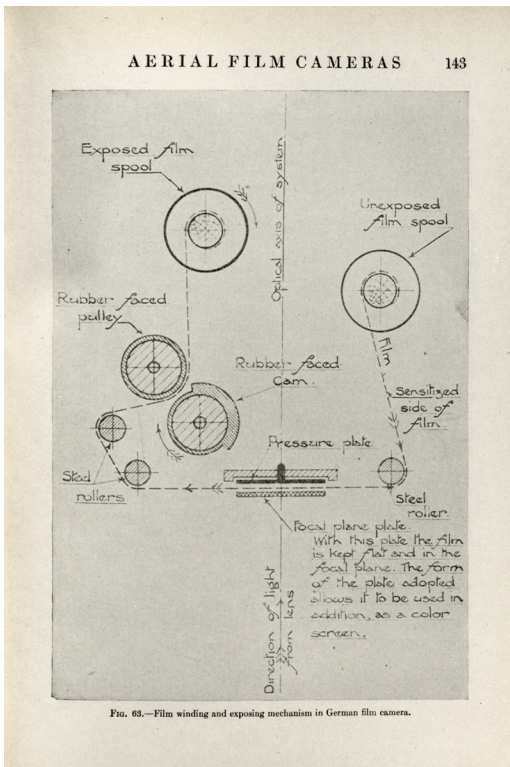 AERIAL FILM CAMERAS 143
Exposed film
spool
Optical axis of system
Unexposed
film spool
Rubber faced
pulley
Film
Rubber faced
Cam.
Sensitized
side of
film.
Pressure plate
Steel
rollers
Steel
roller.
Focal plane plate.
With this plate the film
is kept flat and in the
focal plane. The form
of the plate adopted
allows it to be used in
addition, as a color
screen.
Direction of light
from lens
FIG. 63.—Film winding and exposing mechanism in German film camera.